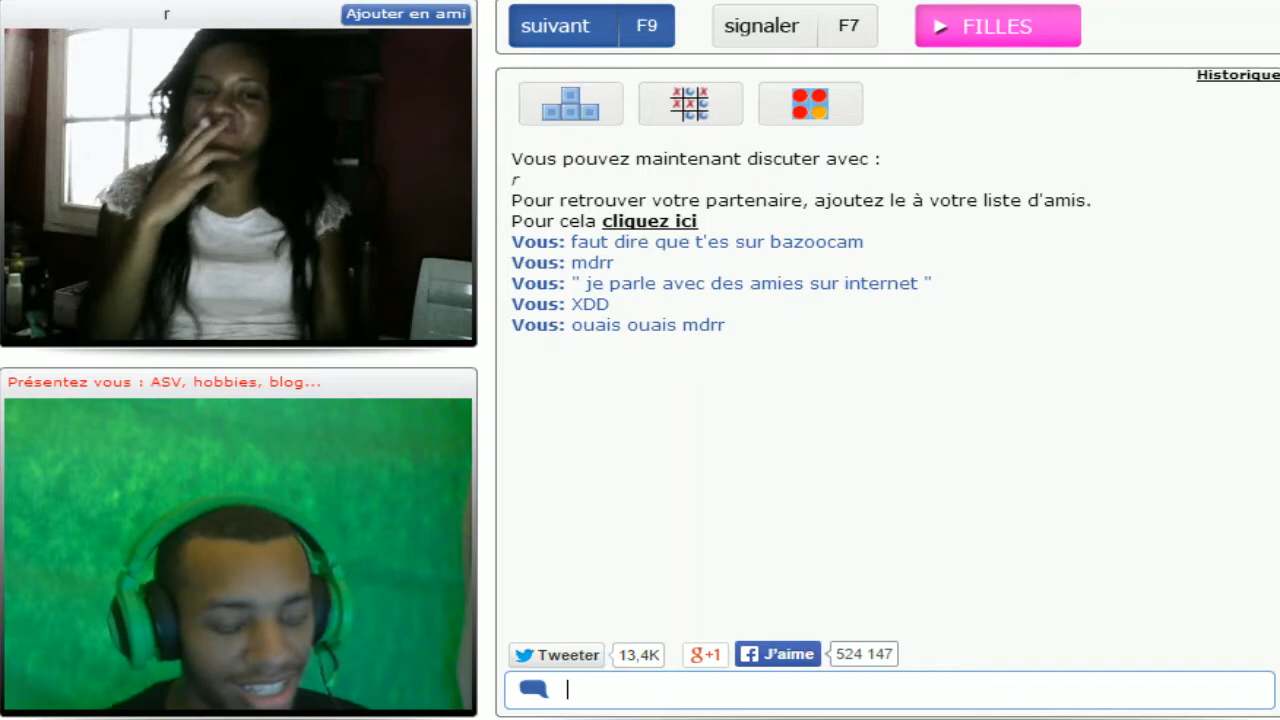 r
Ajouter en ami
suivant F9
signaler F7
FILLES
Historique
Vous pouvez maintenant discuter avec :
r
Pour retrouver votre partenaire, ajoutez le à votre liste d'amis.
Pour cela cliquez ici
Vous: faut dire que t'es sur bazoocam
Vous: mdrr
Vous: " je parle avec des amies sur internet "
Vous: XDD
Vous: ouais ouais mdrr
Présentez vous : ASV, hobbies, blog...
Tweeter 13,4K g+1 J'aime 524 147